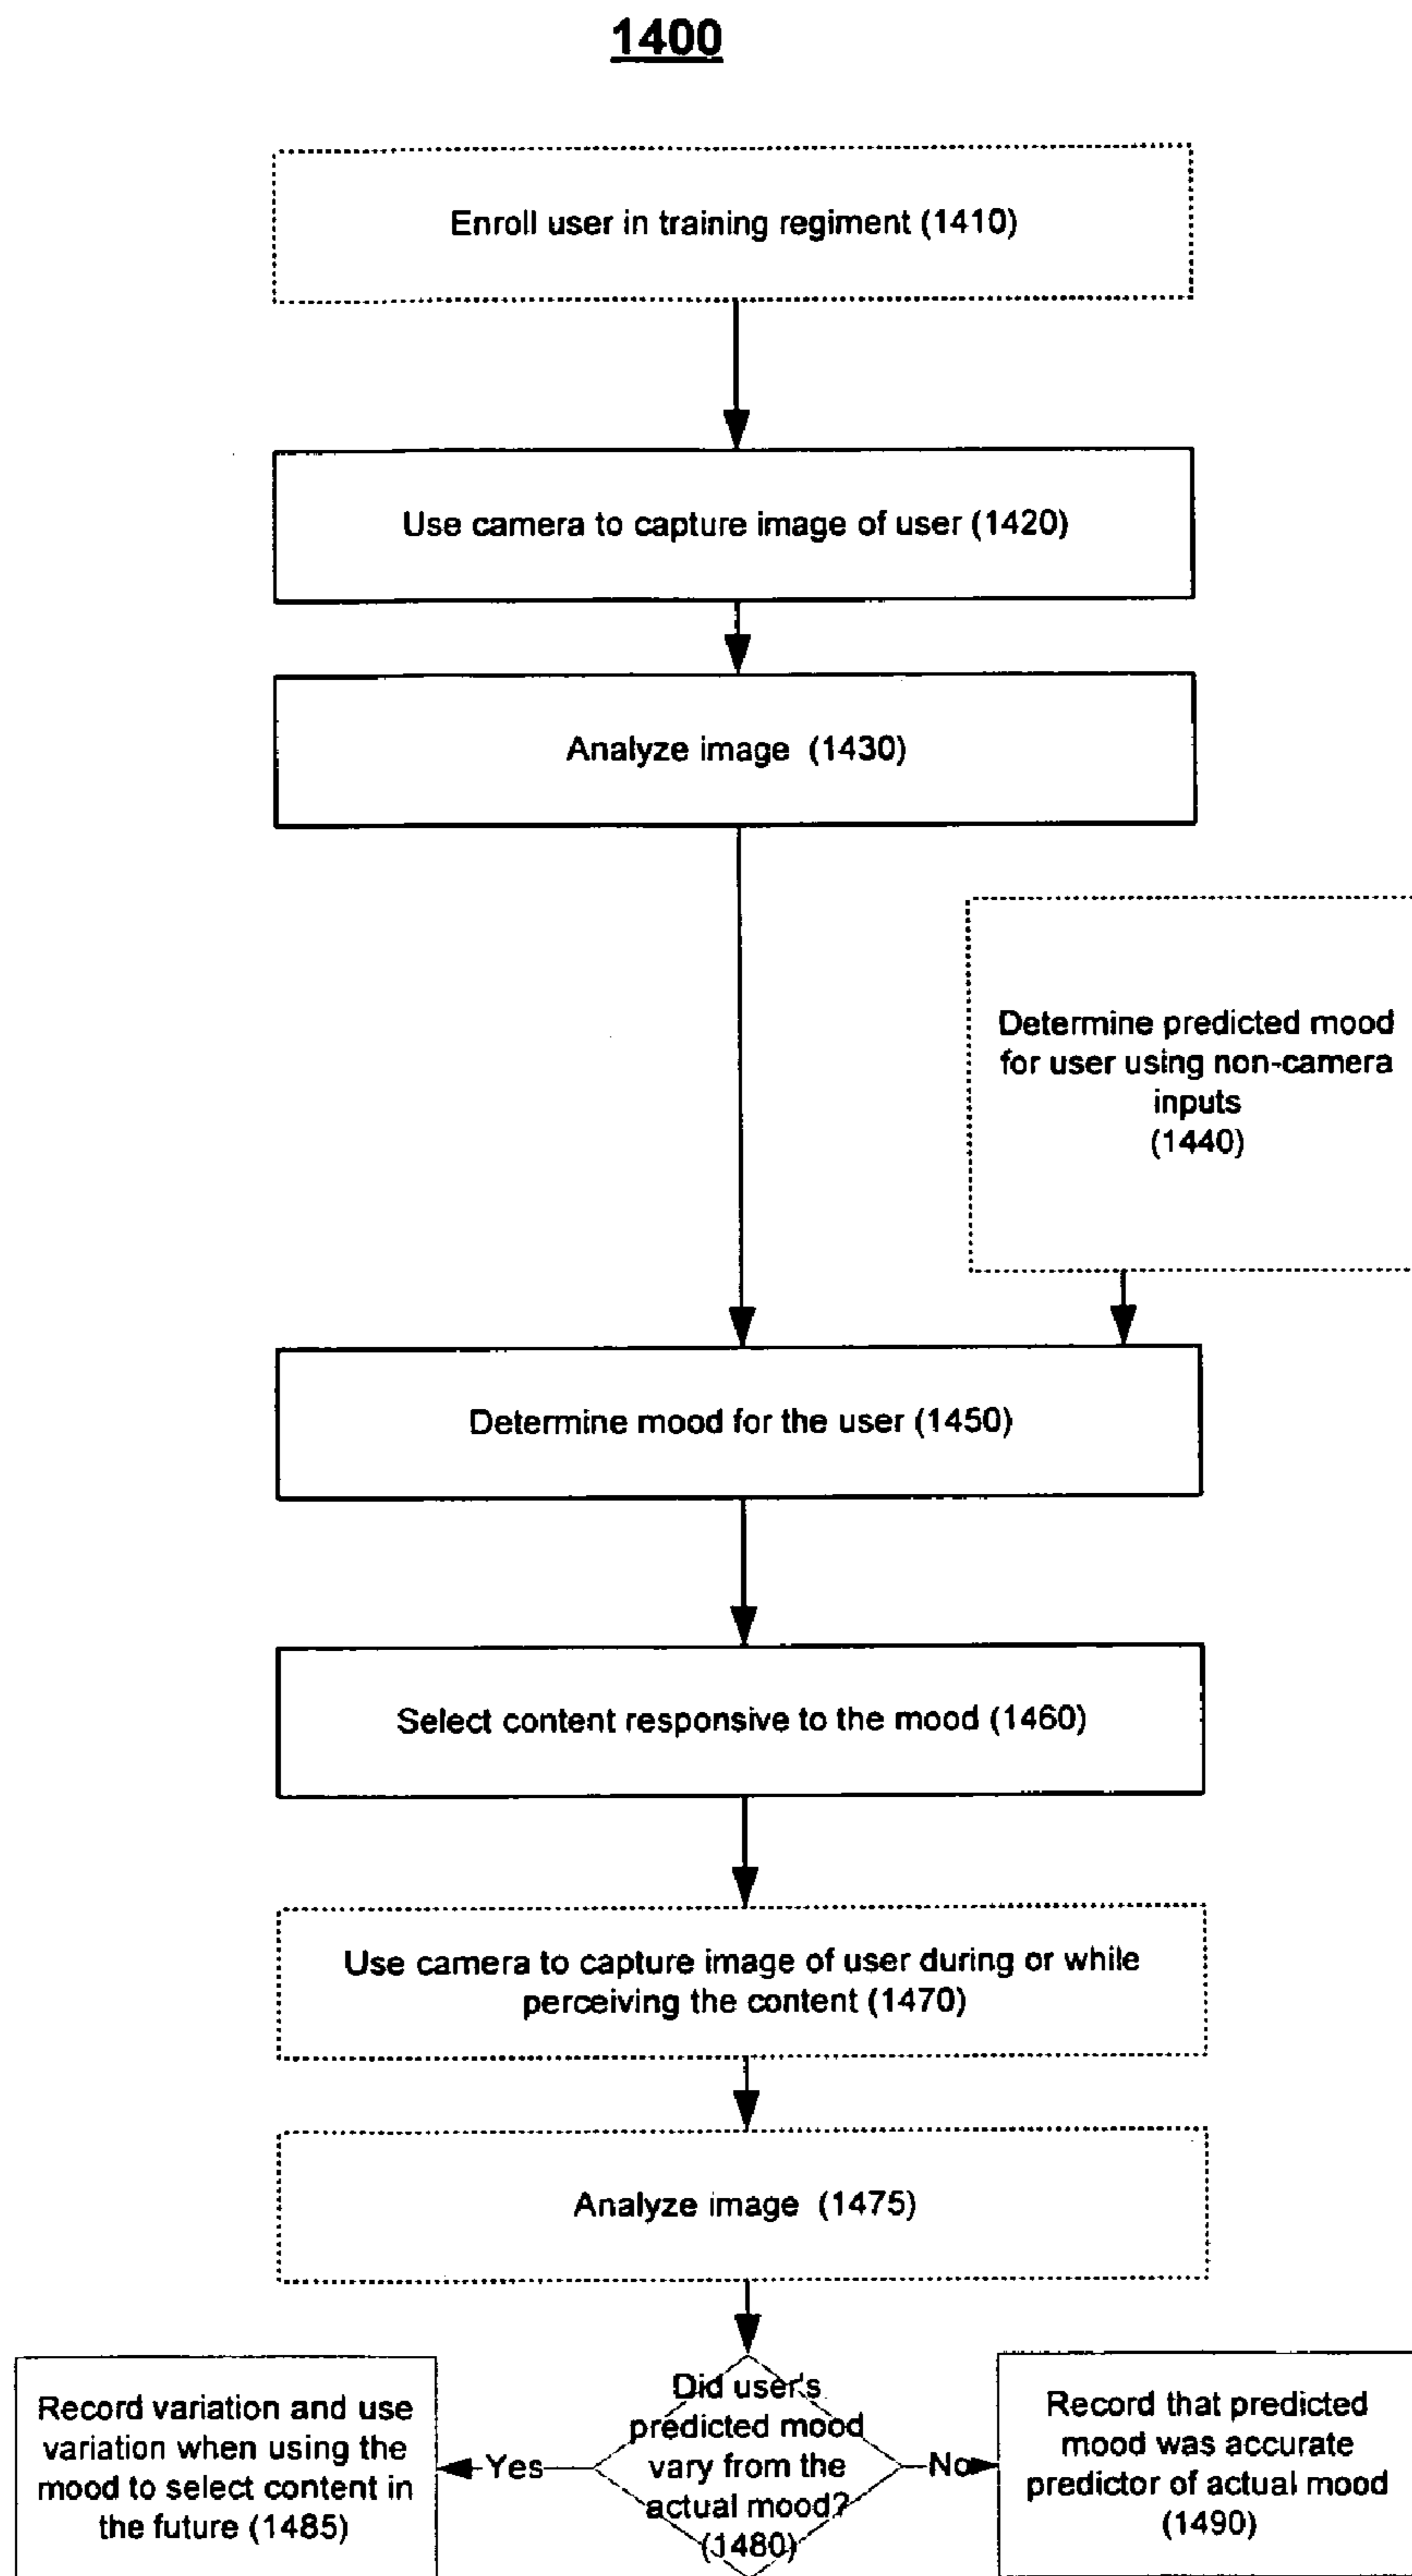 1400
Enroll user in training regiment (1410)
Use camera to capture image of user (1420)
Analyze image (1430)
Determine predicted mood
for user using non-camera
inputs
(1440)
Determine mood for the user (1450)
Select content responsive to the mood (1460)
Use camera to capture image of user during or while
perceiving the content (1470)
Analyze image (1475)
Record variation and use
variation when using the
mood to select content in
the future (1485)
Yes
Did user's
predicted mood
vary from the
actual mood?
(1480)
No
Record that predicted
mood was accurate
predictor of actual mood
(1490)